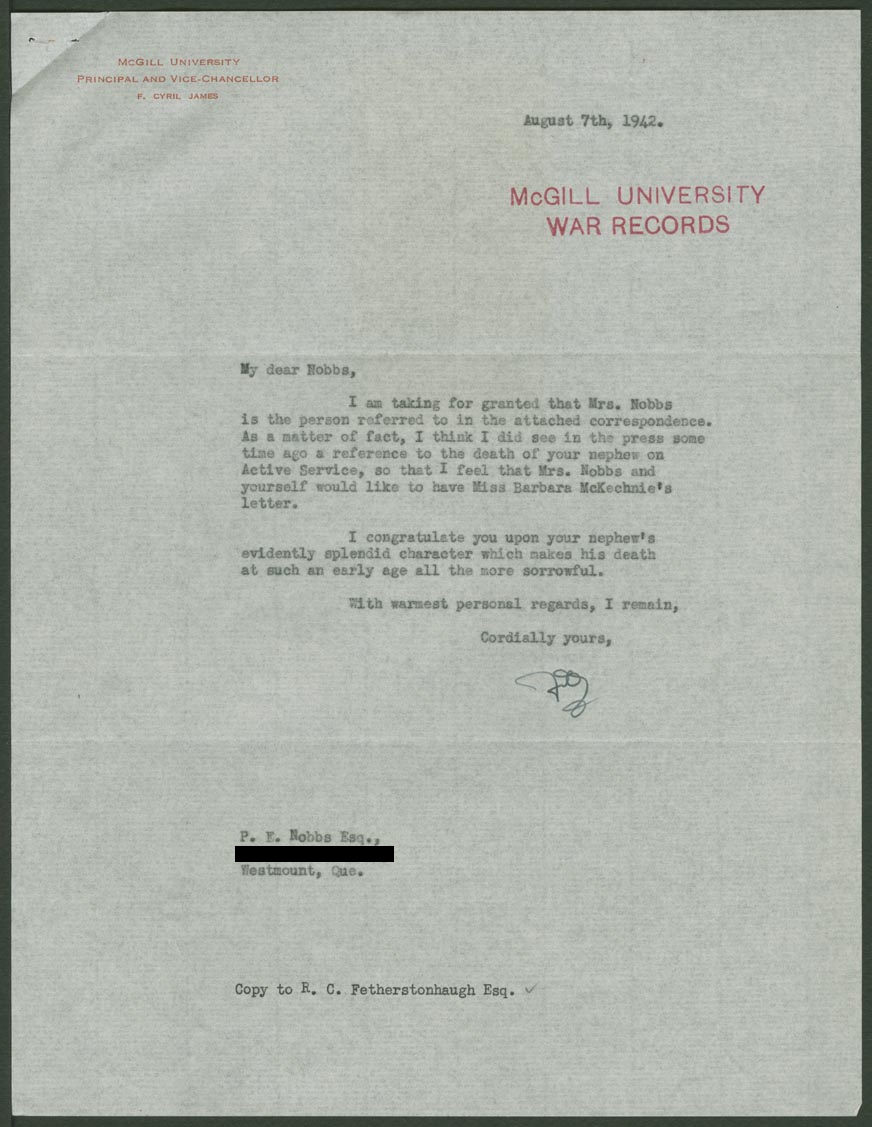 McGill University
Principal and Vice-Chancellor
F. Cyril James
August 7th, 1942.
McGILL UNIVERSITY
WAR RECORDS
My dear Nobbs,
I am taking for granted that Mrs. Nobbs
is the person referred to in the attached correspondence.
As a matter of fact, I think I did see in the press some
time ago a reference to the death of your nephew on
Active Service, so that I feel that Mrs. Nobbs and
yourself would like to have Miss Barbara McKechnie's
letter.
I congratulate you upon your nephew's
evidently splendid character which makes his death
at such an early age all the more sorrowful.
With warmest personal regards, I remain,
Cordially yours,
P. E. Nobbs Esq.,
Westmount, Que.
Copy to R. C. Fetherstonhaugh Esq. ✓